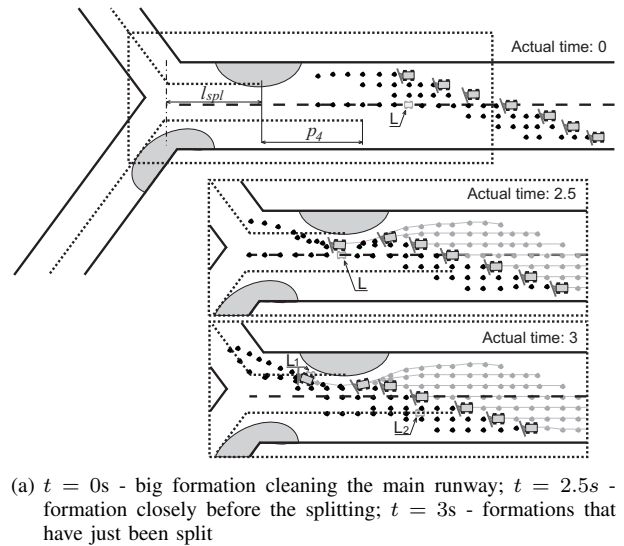 Actual time: 0
l_spl
L
p_4
Actual time: 2.5
L
Actual time: 3
L_1
L_2
(a) t = 0s - big formation cleaning the main runway; t = 2.5s -
formation closely before the splitting; t = 3s - formations that
have just been split